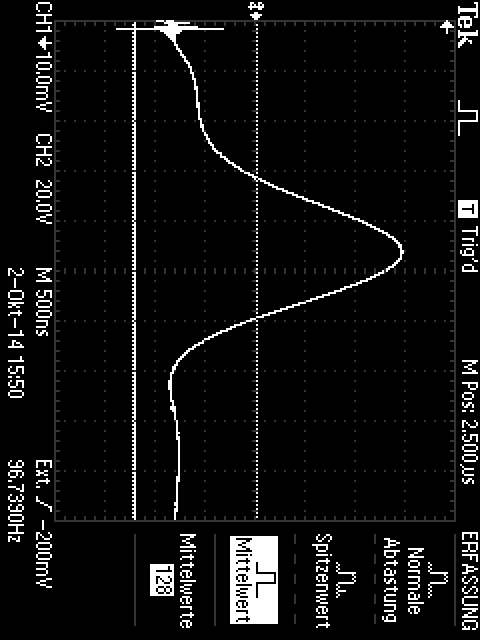 Tek Trig'd M Pos: 2.500µs
ERFASSUNG
Normale
Abtastung
Spitzenwert
Mittelwert
Mittelwerte
128
CH1 10.0mV CH2 20.0V M 500ns Ext. -200mV
2-Okt-14 15:50 96.7390Hz